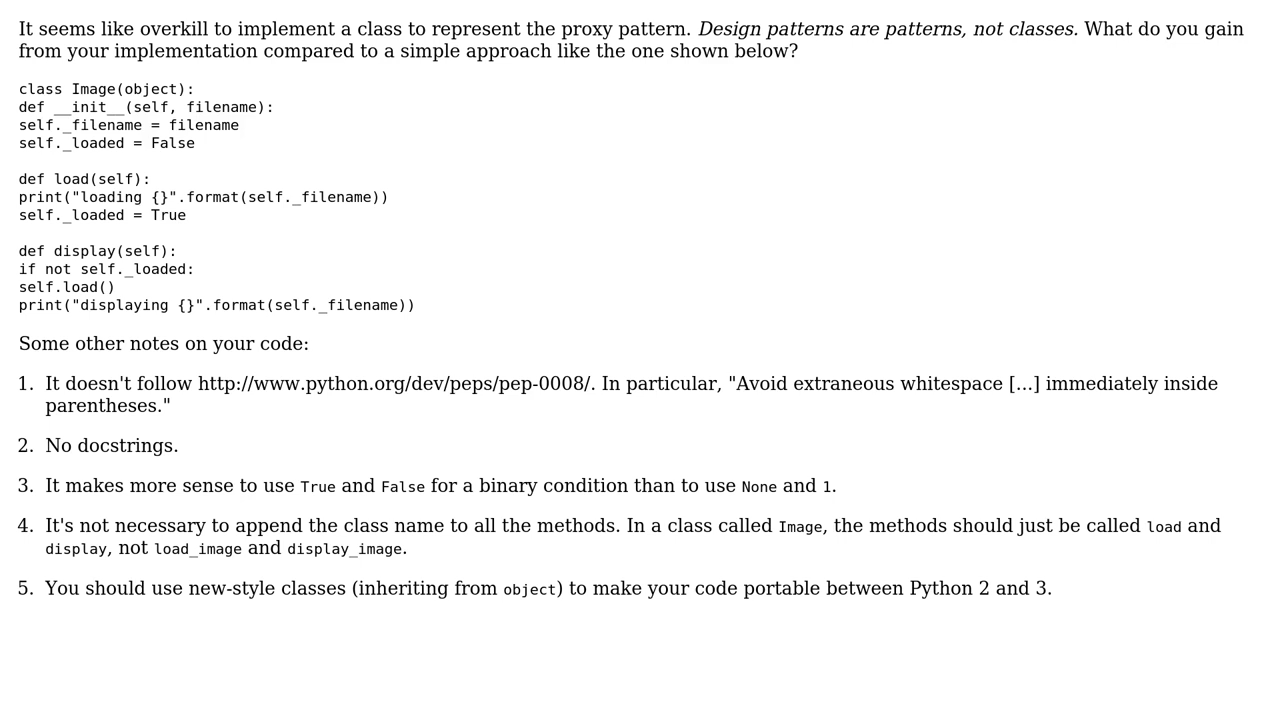 It seems like overkill to implement a class to represent the proxy pattern. Design patterns are patterns, not classes. What do you gain
from your implementation compared to a simple approach like the one shown below?
class Image(object):
def __init__(self, filename):
self._filename = filename
self._loaded = False
def load(self):
print("loading {}".format(self._filename))
self._loaded = True
def display(self):
if not self._loaded:
self.load()
print("displaying {}".format(self._filename))
Some other notes on your code:
1. It doesn't follow http://www.python.org/dev/peps/pep-0008/. In particular, "Avoid extraneous whitespace [...] immediately inside
parentheses."
2. No docstrings.
3. It makes more sense to use True and False for a binary condition than to use None and 1.
4. It's not necessary to append the class name to all the methods. In a class called Image, the methods should just be called load and
display, not load_image and display_image.
5. You should use new-style classes (inheriting from object) to make your code portable between Python 2 and 3.